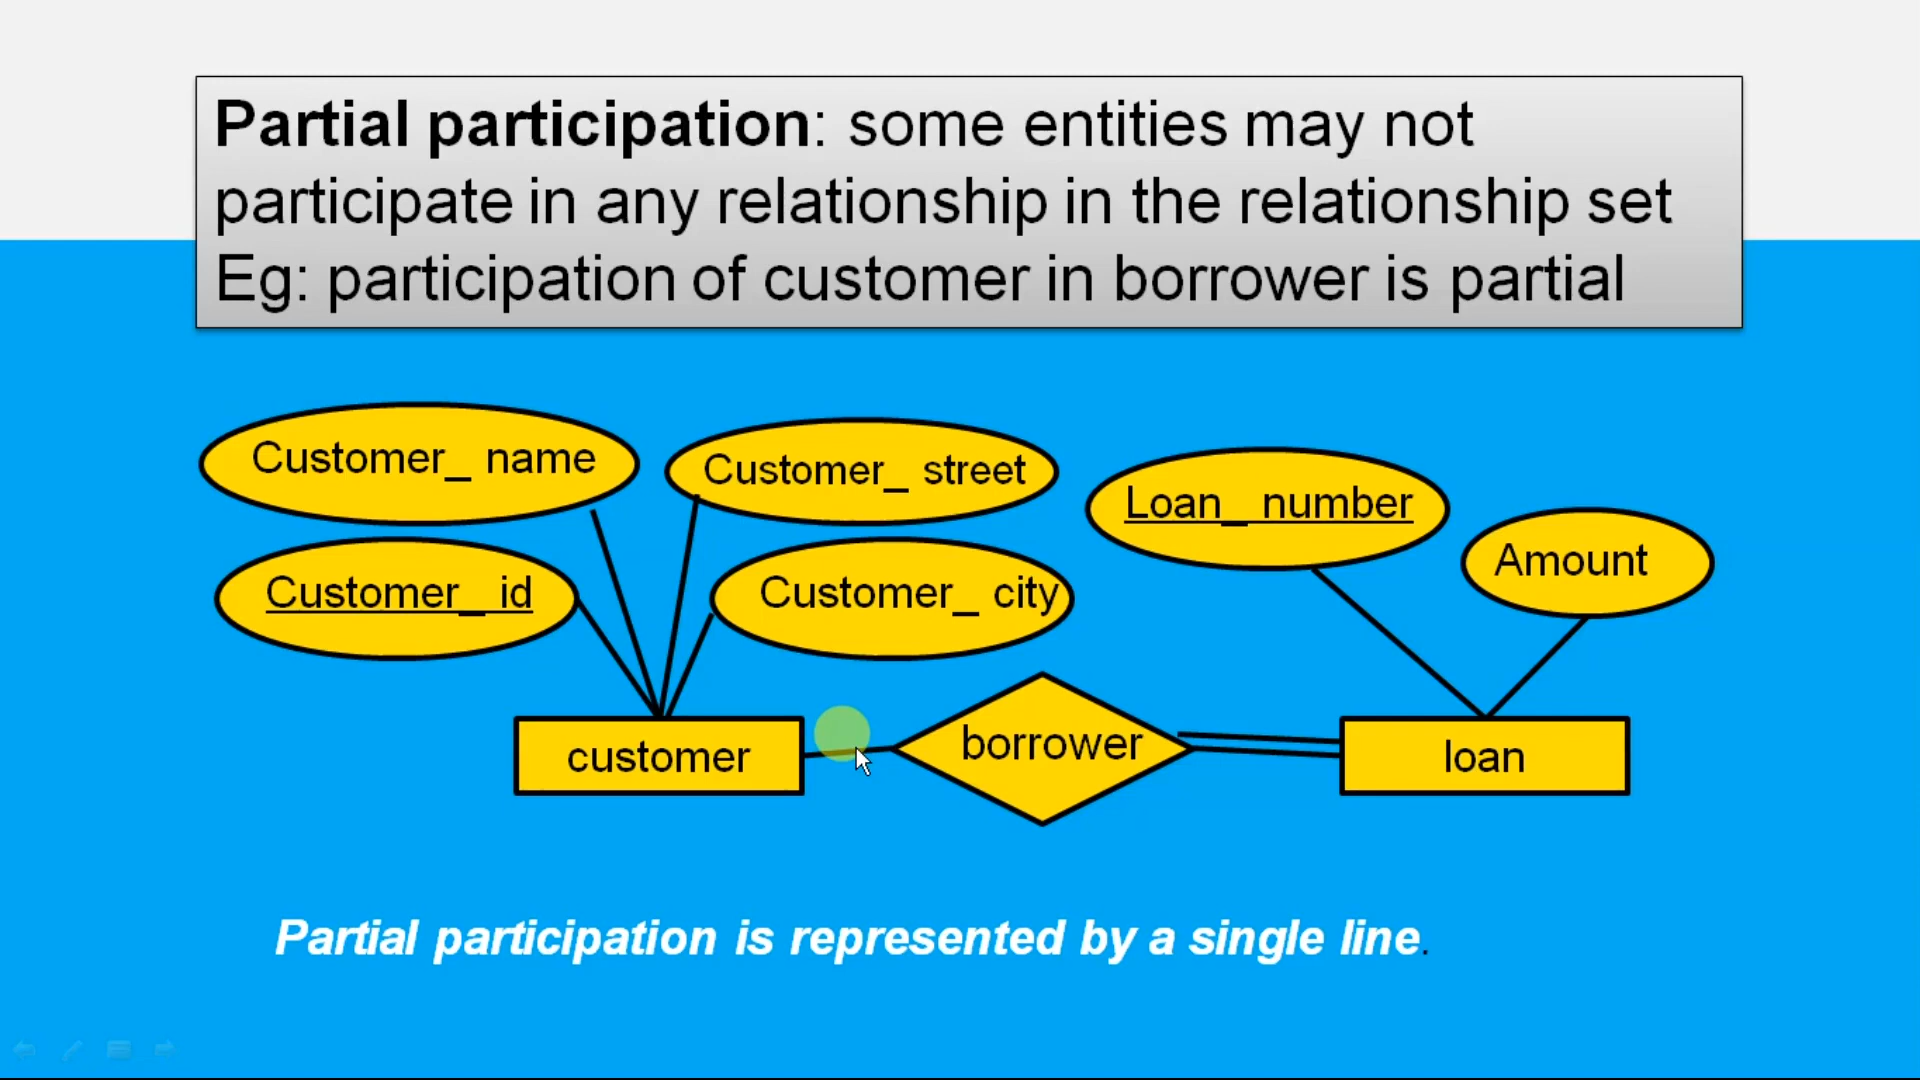 Partial participation: some entities may not
participate in any relationship in the relationship set
Eg: participation of customer in borrower is partial
Customer_ name
Customer_ street
Loan_ number
Amount
Customer_ id
Customer_ city
customer
borrower
loan
Partial participation is represented by a single line.